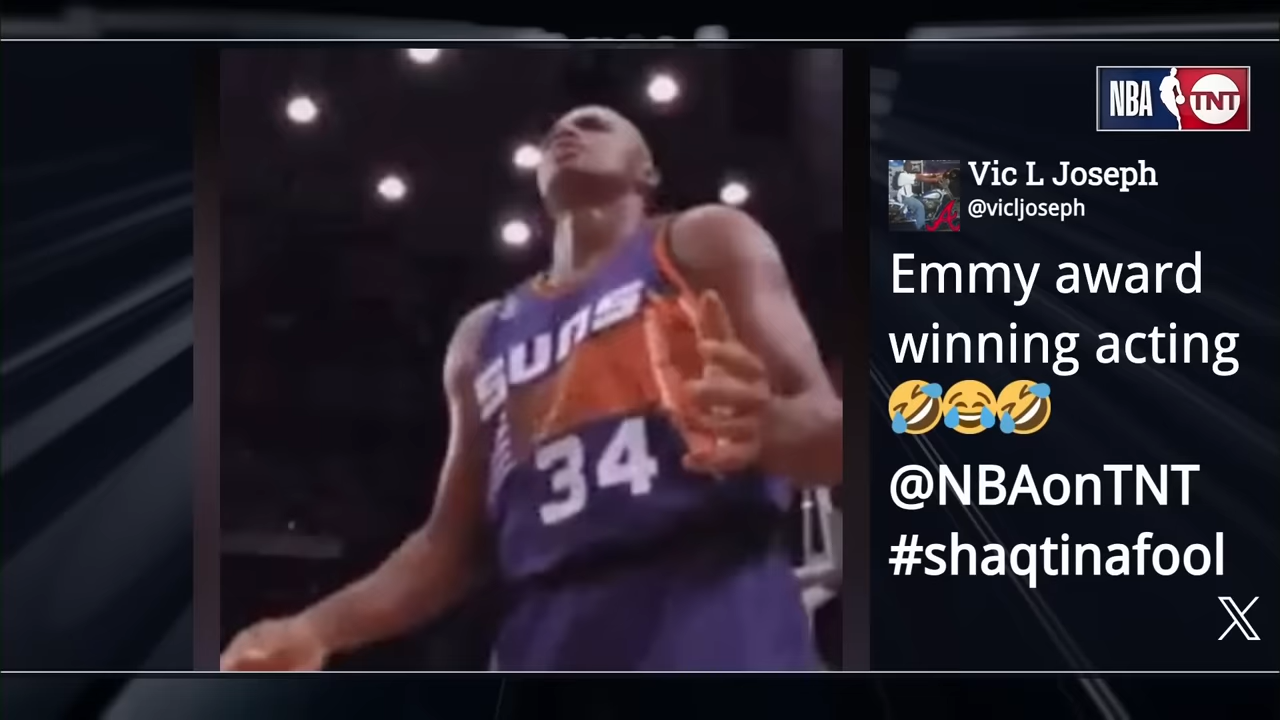 NBA TNT
Vic L Joseph
@vicljoseph
Emmy award
winning acting
🤣😂🤣
@NBAonTNT
#shaqtinafool
X
SUNS
34